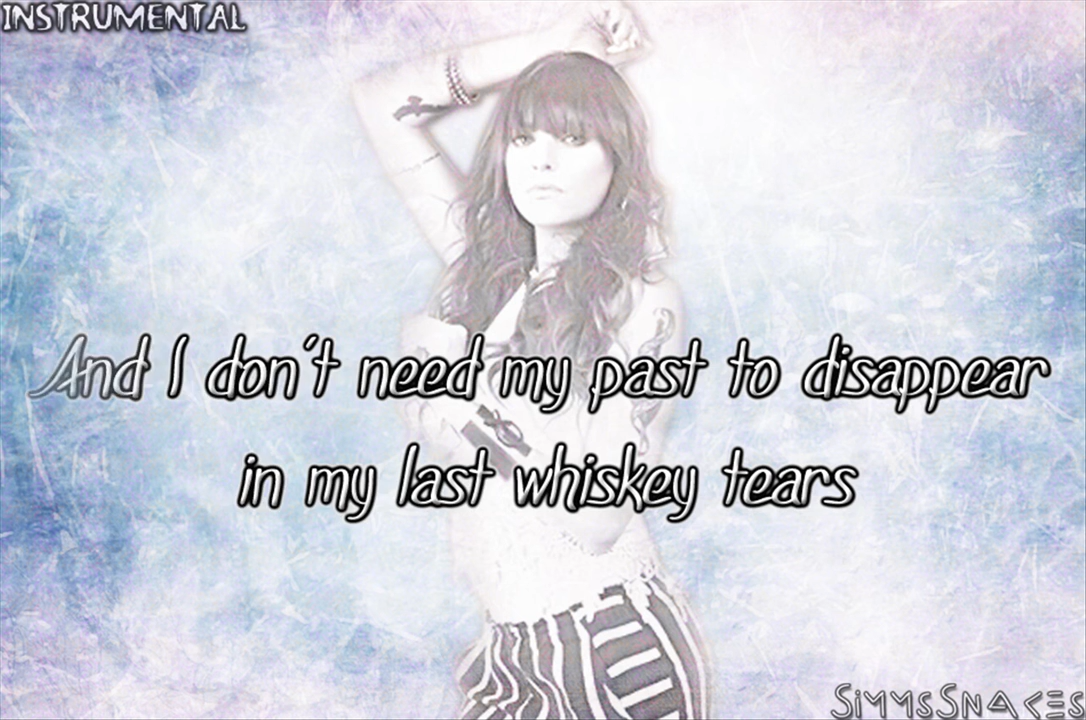 INSTRUMENTAL
And I don't need my past to disappear
in my last whiskey tears
SimmsSnaces